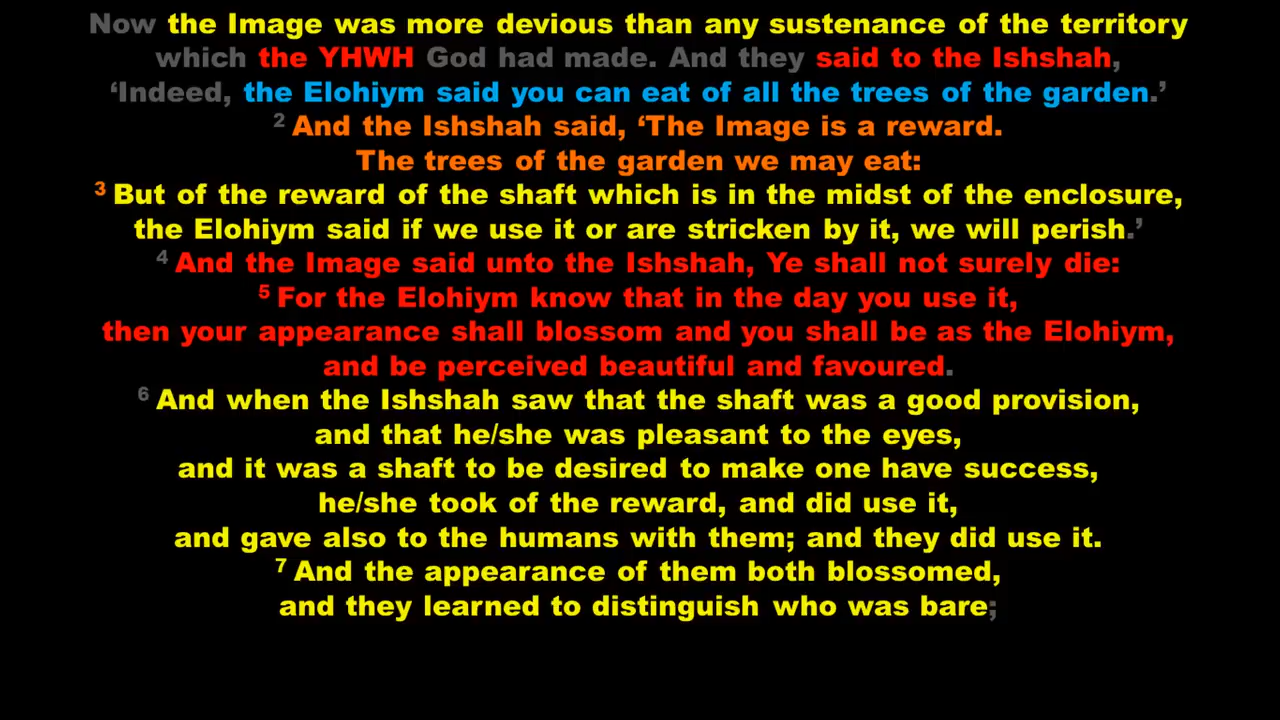 Now the Image was more devious than any sustenance of the territory
which the YHWH God had made. And they said to the Ishshah,
‘Indeed, the Elohiym said you can eat of all the trees of the garden.’
2 And the Ishshah said, ‘The Image is a reward.
The trees of the garden we may eat:
3 But of the reward of the shaft which is in the midst of the enclosure,
the Elohiym said if we use it or are stricken by it, we will perish.’
4 And the Image said unto the Ishshah, Ye shall not surely die:
5 For the Elohiym know that in the day you use it,
then your appearance shall blossom and you shall be as the Elohiym,
and be perceived beautiful and favoured.
6 And when the Ishshah saw that the shaft was a good provision,
and that he/she was pleasant to the eyes,
and it was a shaft to be desired to make one have success,
he/she took of the reward, and did use it,
and gave also to the humans with them; and they did use it.
7 And the appearance of them both blossomed,
and they learned to distinguish who was bare;